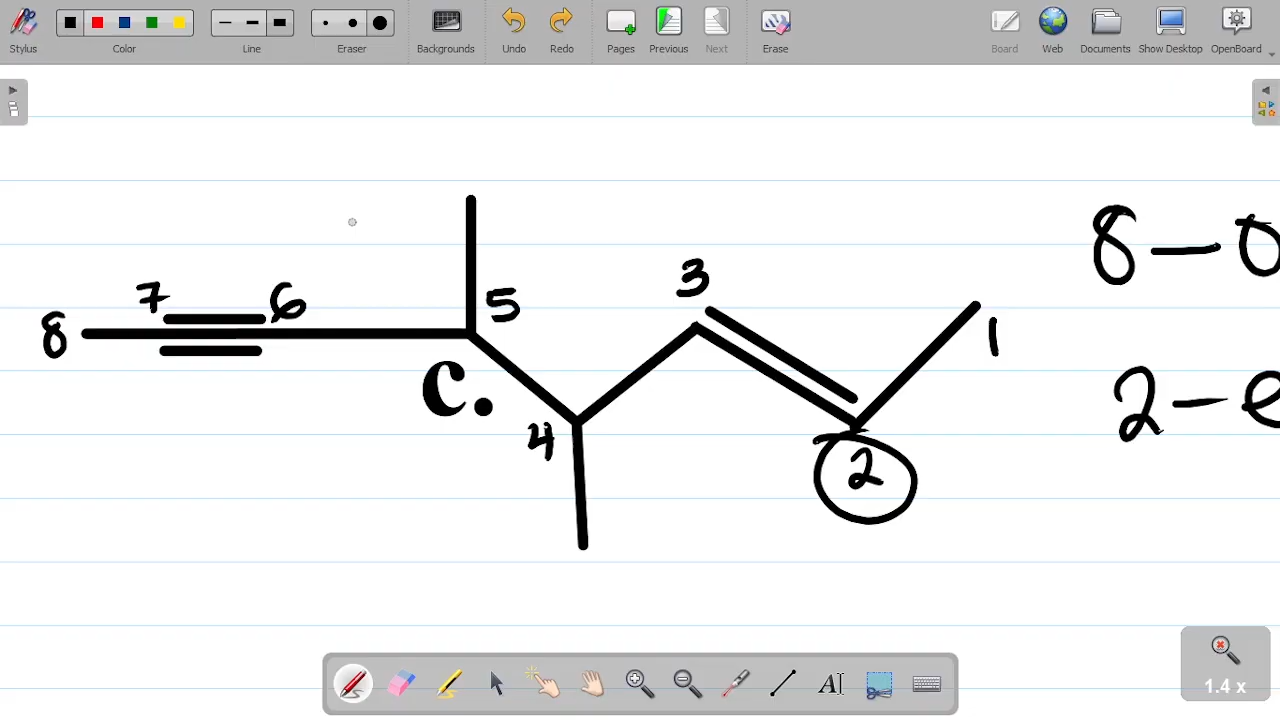 Stylus
Color
Line
Eraser
Backgrounds
Undo
Redo
Pages
Previous
Next
Erase
Board
Web
Documents
Show Desktop
OpenBoard
8 7 6 5 3 1
C.
4 2
8 - O
2 - e
1.4 x